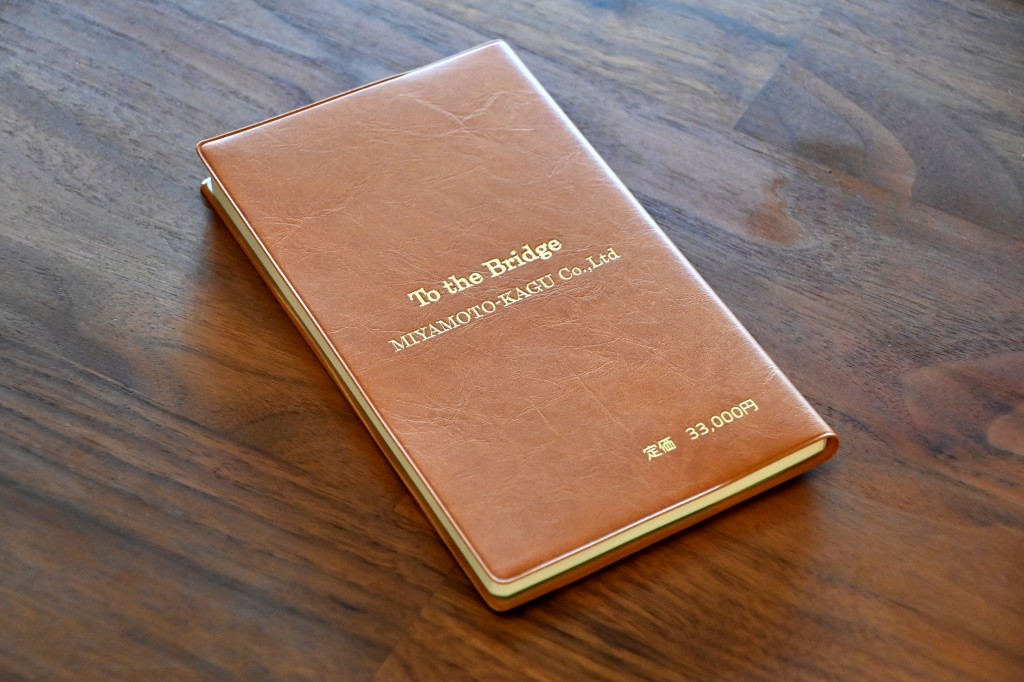 To the Bridge
MIYAMOTO-KAGU Co.,Ltd
定価 33,000円